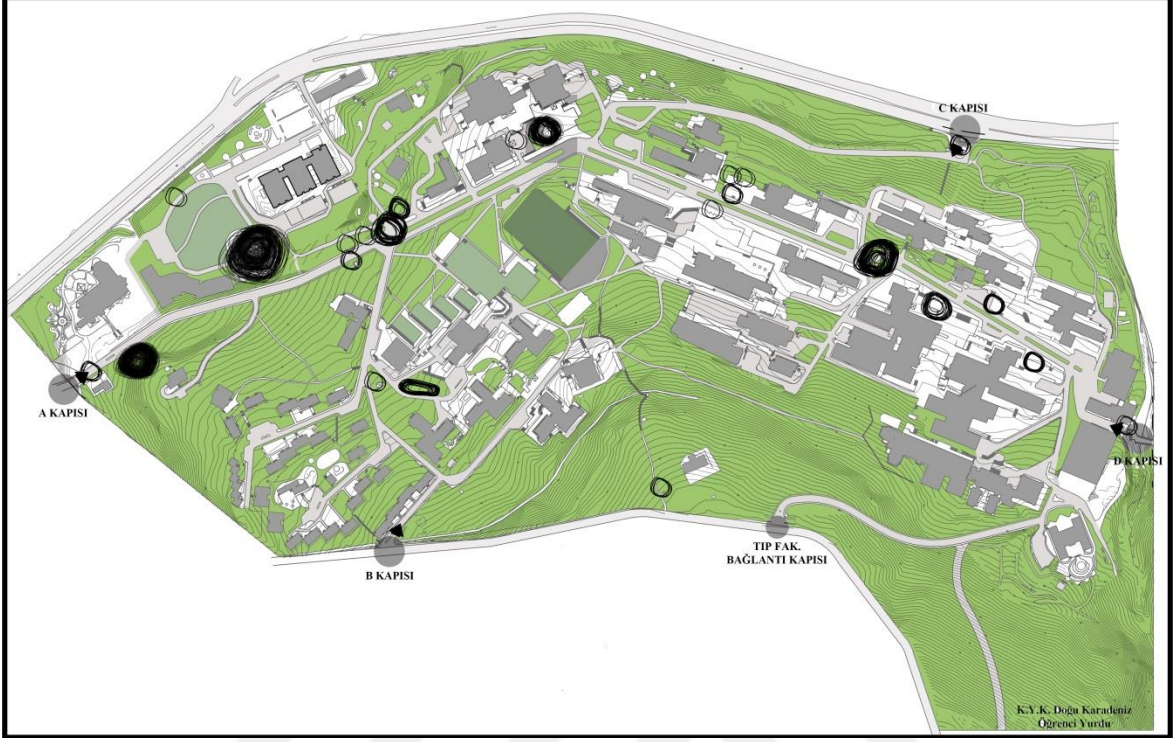 C KAPISI
A KAPISI
D KAPISI
B KAPISI
TIP FAK.
BAĞLANTI KAPISI
K.Y.K. Doğu Karadeniz
Öğrenci Yurdu